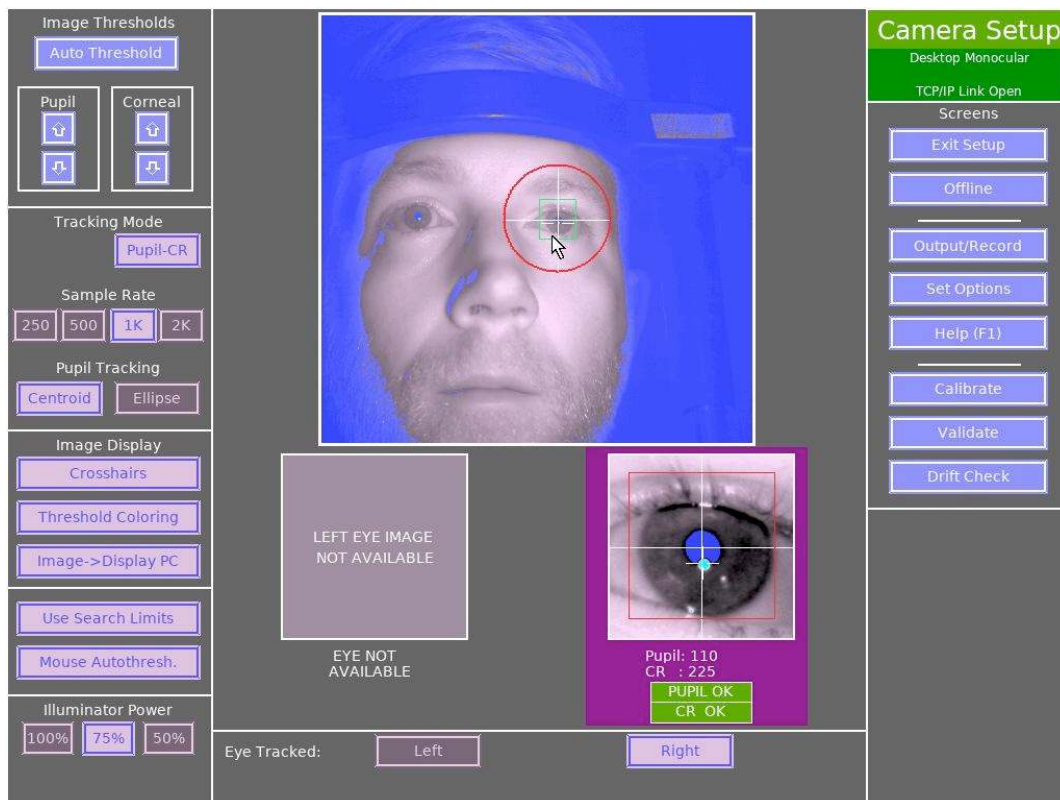 Image Thresholds
Auto Threshold
Pupil
Corneal
Tracking Mode
Pupil-CR
Sample Rate
250 500 1K 2K
Pupil Tracking
Centroid Ellipse
Image Display
Crosshairs
Threshold Coloring
Image->Display PC
Use Search Limits
Mouse Autothresh.
Illuminator Power
100% 75% 50%
LEFT EYE IMAGE
NOT AVAILABLE
EYE NOT
AVAILABLE
Pupil: 110
CR : 225
PUPIL OK
CR OK
Eye Tracked: Left Right
Camera Setup
Desktop Monocular
TCP/IP Link Open
Screens
Exit Setup
Offline
Output/Record
Set Options
Help (F1)
Calibrate
Validate
Drift Check